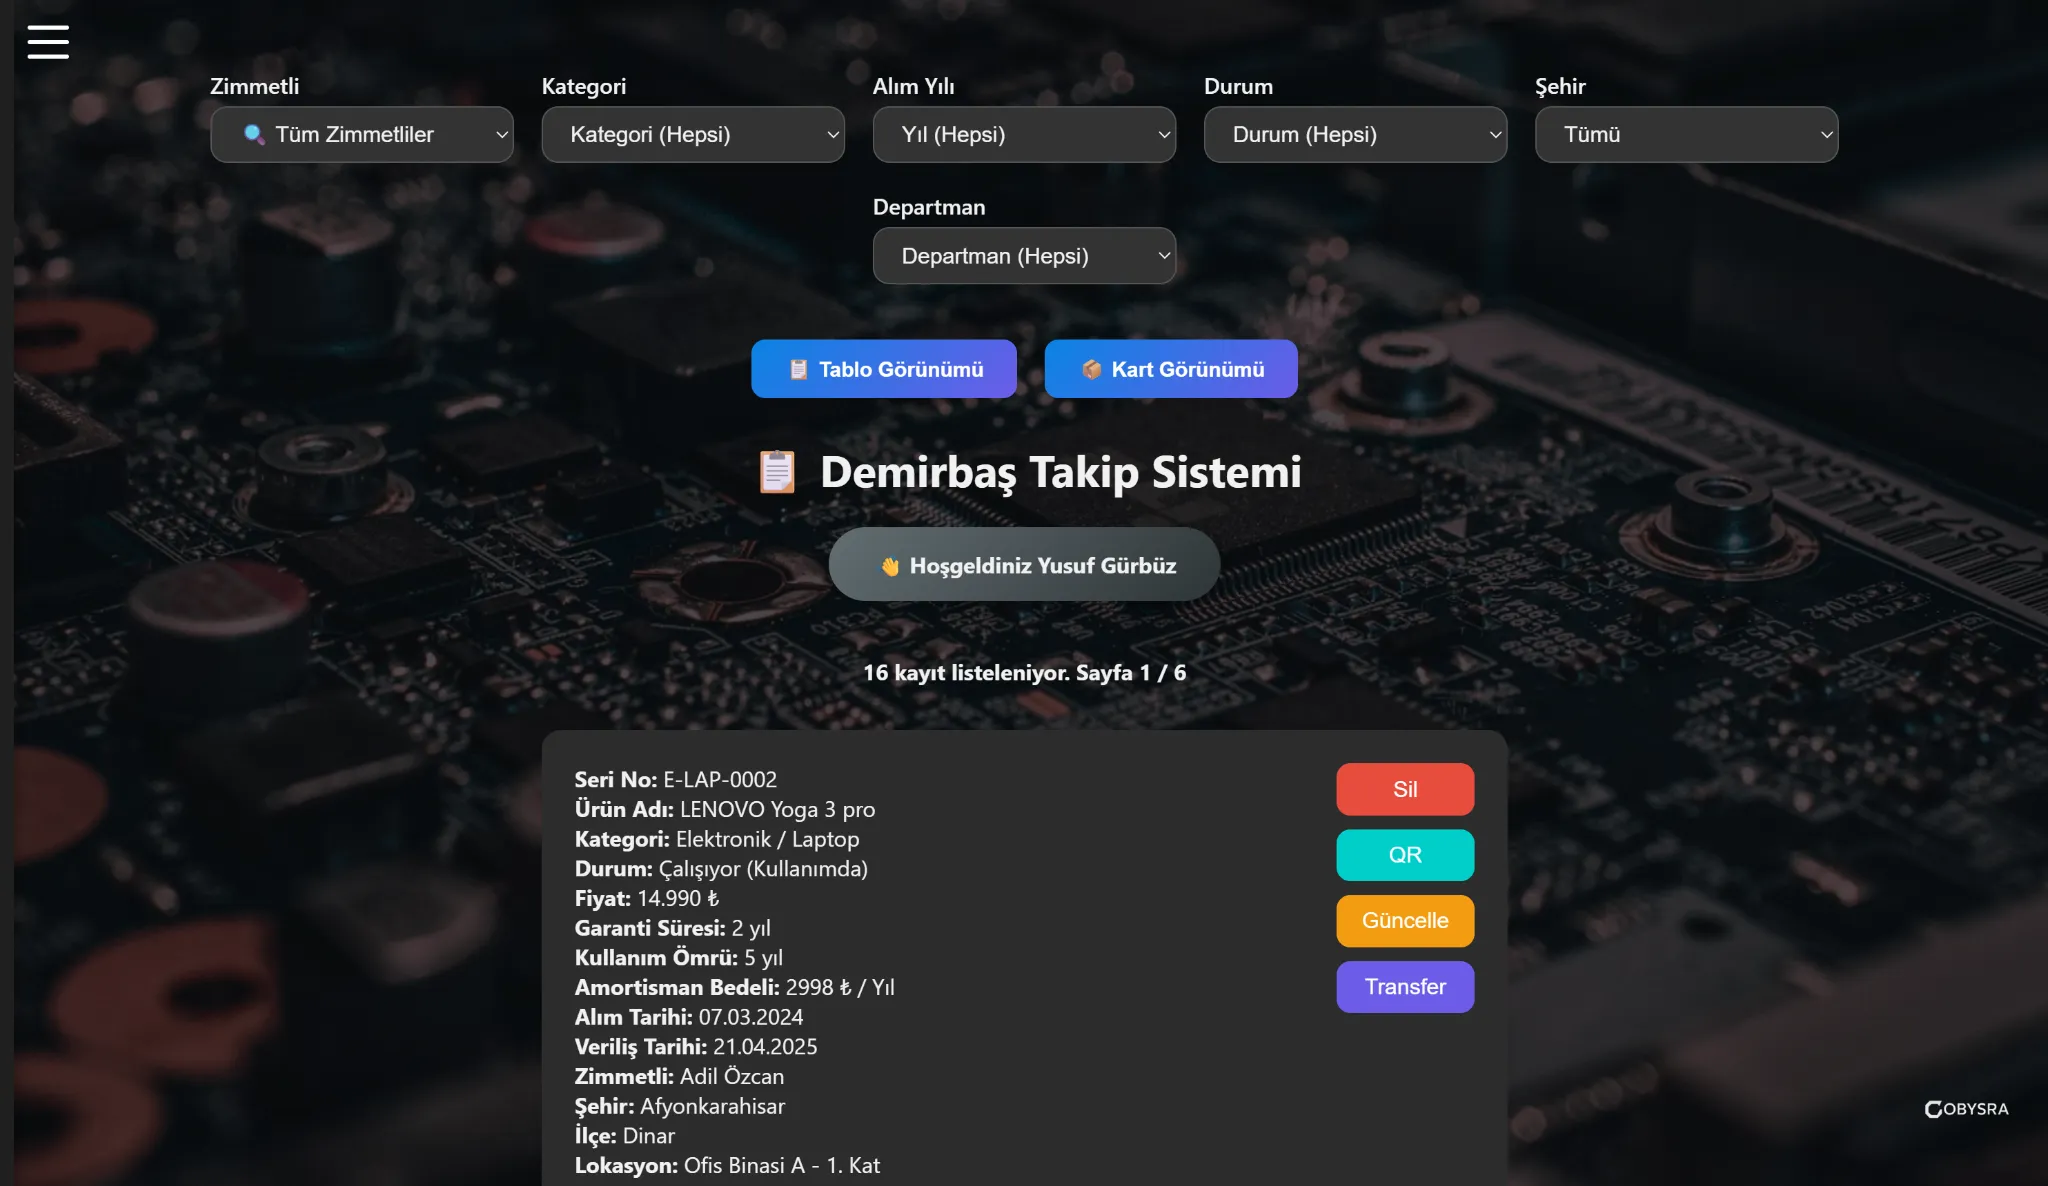 Zimmetli
Kategori
Alım Yılı
Durum
Şehir
Tüm Zimmetliler
Kategori (Hepsi)
Yıl (Hepsi)
Durum (Hepsi)
Tümü
Departman
Departman (Hepsi)
Tablo Görünümü
Kart Görünümü
Demirbaş Takip Sistemi
Hoşgeldiniz Yusuf Gürbüz
16 kayıt listeleniyor. Sayfa 1 / 6
Seri No: E-LAP-0002
Ürün Adı: LENOVO Yoga 3 pro
Kategori: Elektronik / Laptop
Durum: Çalışıyor (Kullanımda)
Fiyat: 14.990 ₺
Garanti Süresi: 2 yıl
Kullanım Ömrü: 5 yıl
Amortisman Bedeli: 2998 ₺ / Yıl
Alım Tarihi: 07.03.2024
Veriliş Tarihi: 21.04.2025
Zimmetli: Adil Özcan
Şehir: Afyonkarahisar
İlçe: Dinar
Lokasyon: Ofis Binasi A - 1. Kat
Sil
QR
Güncelle
Transfer
COBYSRA